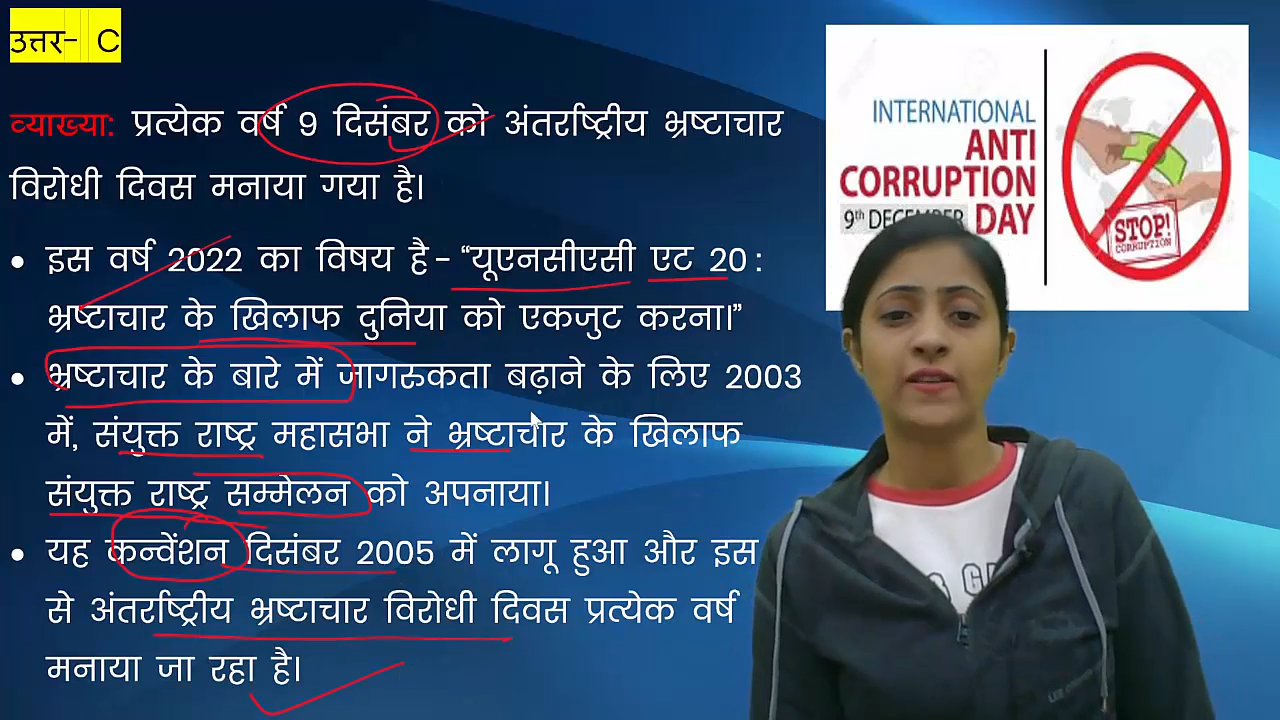 उत्तर- C
व्याख्या: प्रत्येक वर्ष 9 दिसंबर को अंतर्राष्ट्रीय भ्रष्टाचार
विरोधी दिवस मनाया गया है।
• इस वर्ष 2022 का विषय है - “यूएनसीएसी एट 20 :
भ्रष्टाचार के खिलाफ दुनिया को एकजुट करना।”
• भ्रष्टाचार के बारे में जागरुकता बढ़ाने के लिए 2003
में, संयुक्त राष्ट्र महासभा ने भ्रष्टाचार के खिलाफ
संयुक्त राष्ट्र सम्मेलन को अपनाया।
• यह कन्वेंशन दिसंबर 2005 में लागू हुआ और इस
से अंतर्राष्ट्रीय भ्रष्टाचार विरोधी दिवस प्रत्येक वर्ष
मनाया जा रहा है।
INTERNATIONAL
ANTI
CORRUPTION
9th DECEMBER DAY
STOP!
CORRUPTION